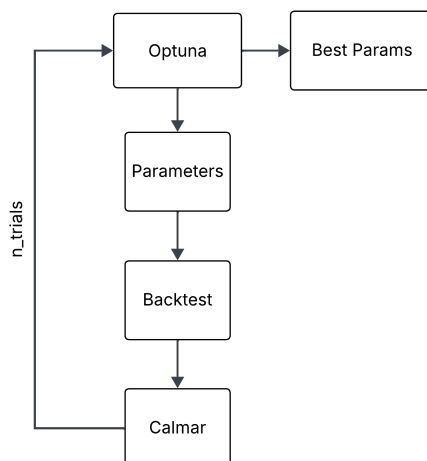 Optuna
Best Params
Parameters
n_trials
Backtest
Calmar